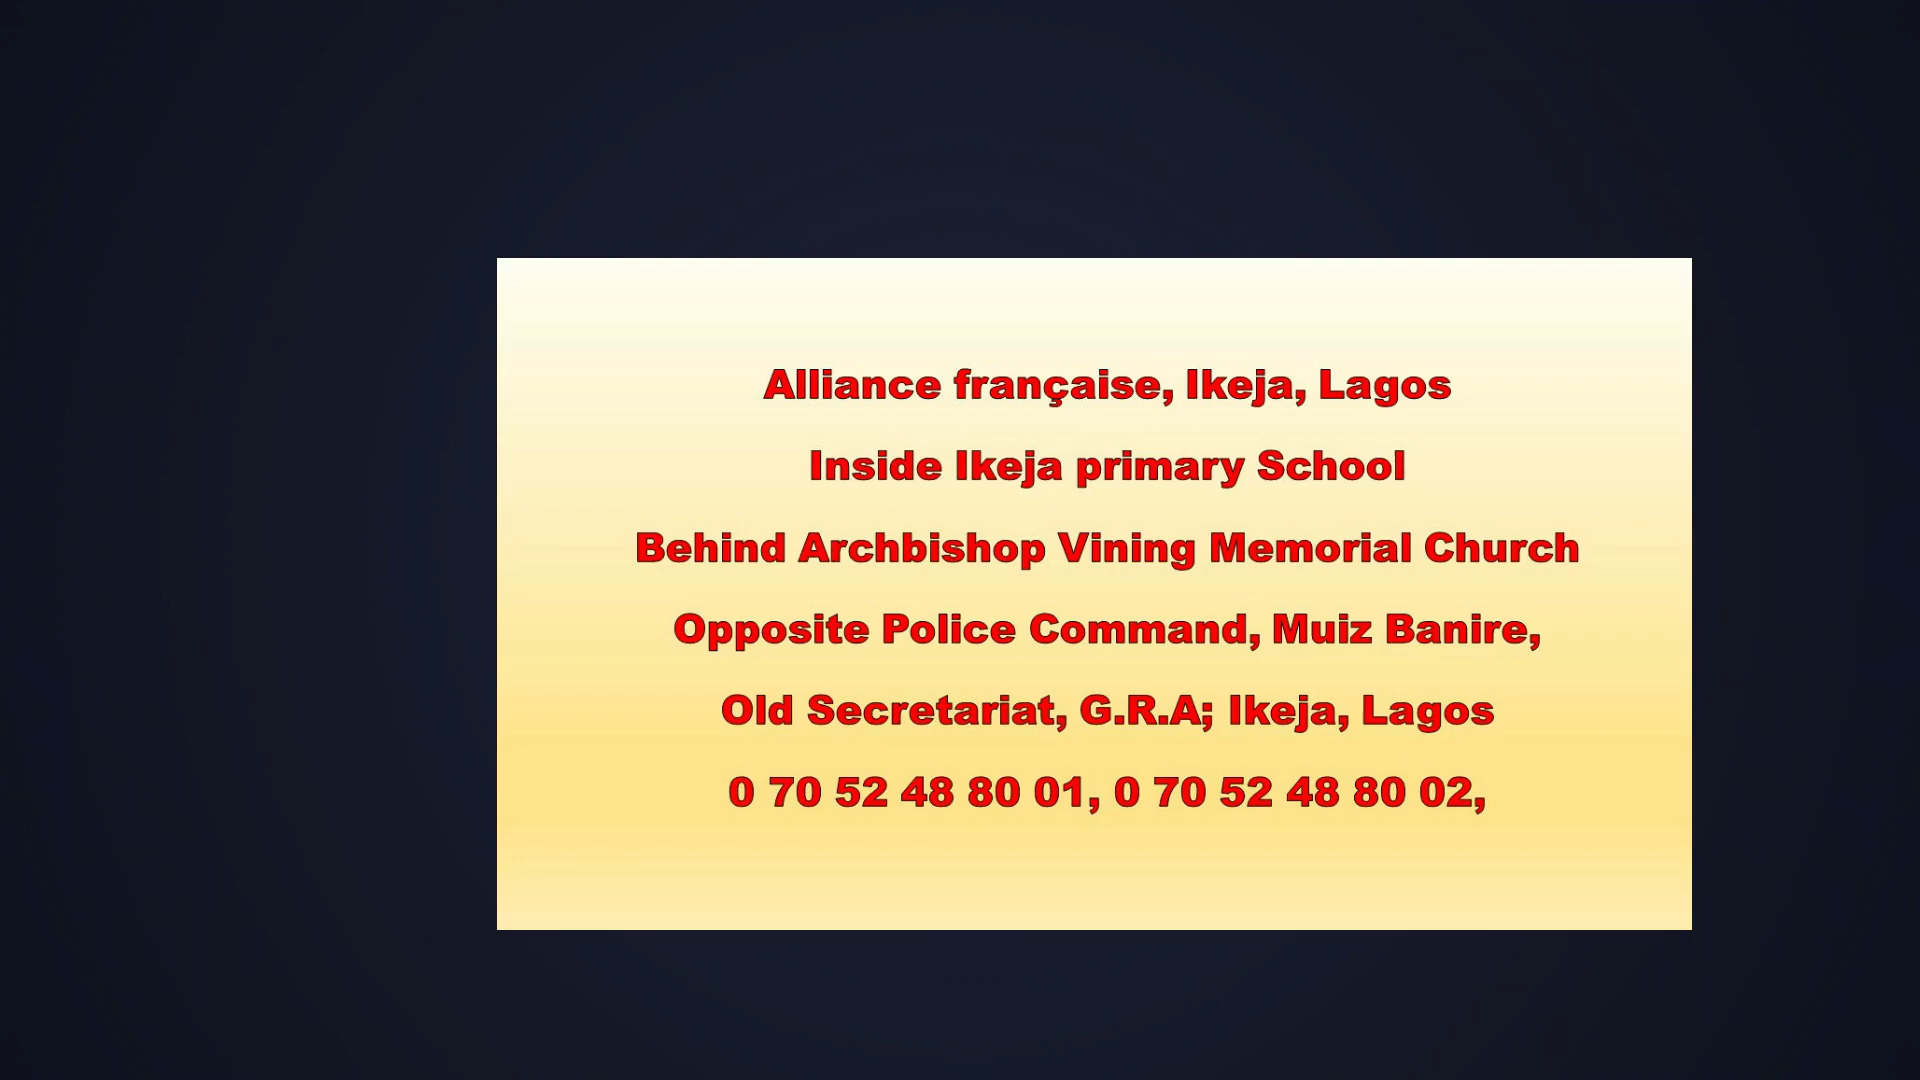 Alliance française, Ikeja, Lagos
Inside Ikeja primary School
Behind Archbishop Vining Memorial Church
Opposite Police Command, Muiz Banire,
Old Secretariat, G.R.A; Ikeja, Lagos
0 70 52 48 80 01, 0 70 52 48 80 02,